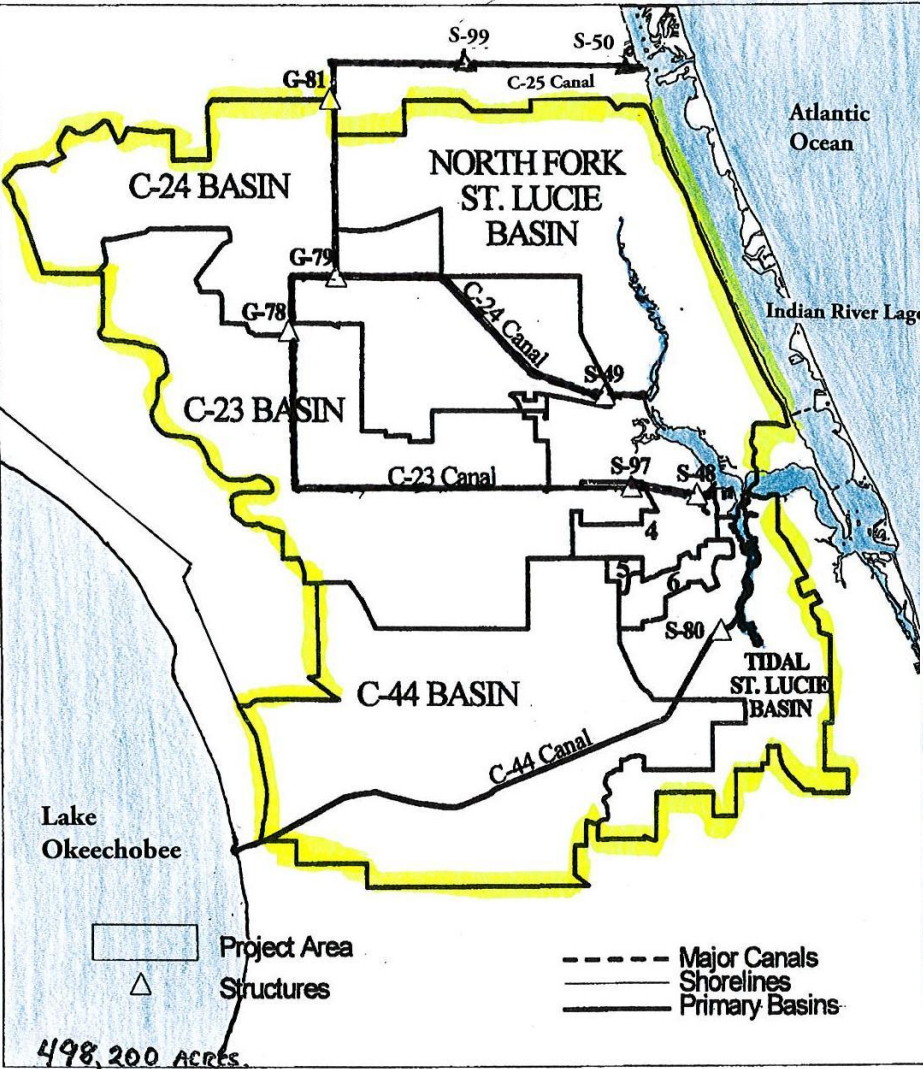 S-99
S-50
C-25 Canal
G-81
Atlantic
Ocean
NORTH FORK
ST. LUCIE
BASIN
C-24 BASIN
G-79
C-24 Canal
Indian River Lago
G-78
S-49
C-23 BASIN
C-23 Canal
S-97
S-48
4
5
6
S-80
TIDAL
ST. LUCIE
BASIN
C-44 BASIN
C-44 Canal
Lake
Okeechobee
Project Area
Structures
Major Canals
Shorelines
Primary Basins
498,200 ACRES.